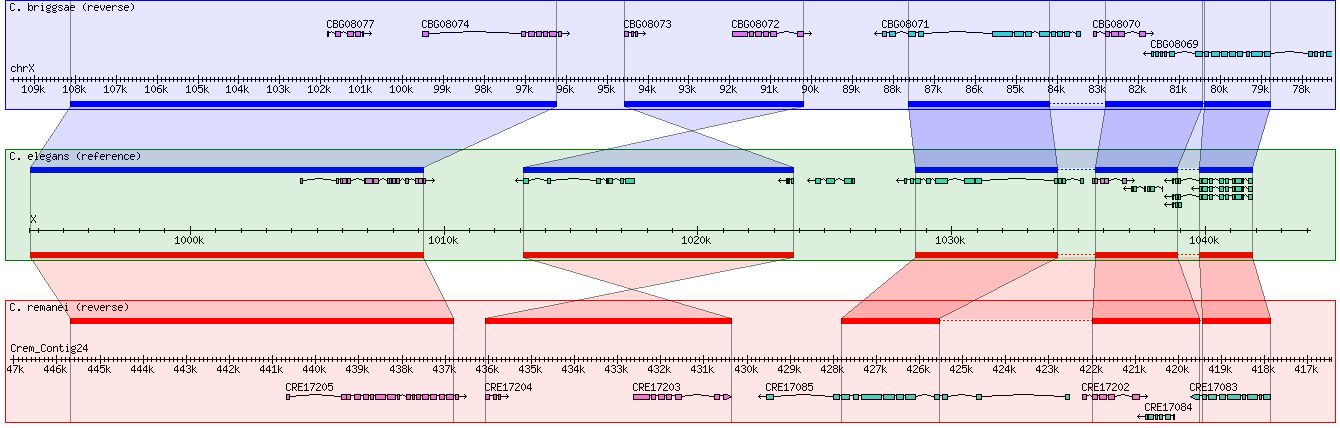 C. briggsae (reverse)
CBG08077 CBG08074 CBG08073 CBG08072 CBG08071 CBG08070
CBG08069
chrX
109k 108k 107k 106k 105k 104k 103k 102k 101k 100k 99k 98k 97k 96k 95k 94k 93k 92k 91k 90k 89k 88k 87k 86k 85k 84k 83k 82k 81k 80k 79k 78k
C. elegans (reference)
X
1000k 1010k 1020k 1030k 1040k
C. remanei (reverse)
Crem_Contig24
47k 446k 445k 444k 443k 442k 441k 440k 439k 438k 437k 436k 435k 434k 433k 432k 431k 430k 429k 428k 427k 426k 425k 424k 423k 422k 421k 420k 419k 418k 417k
CRE17205 CRE17204 CRE17203 CRE17085 CRE17202 CRE17083
CRE17084